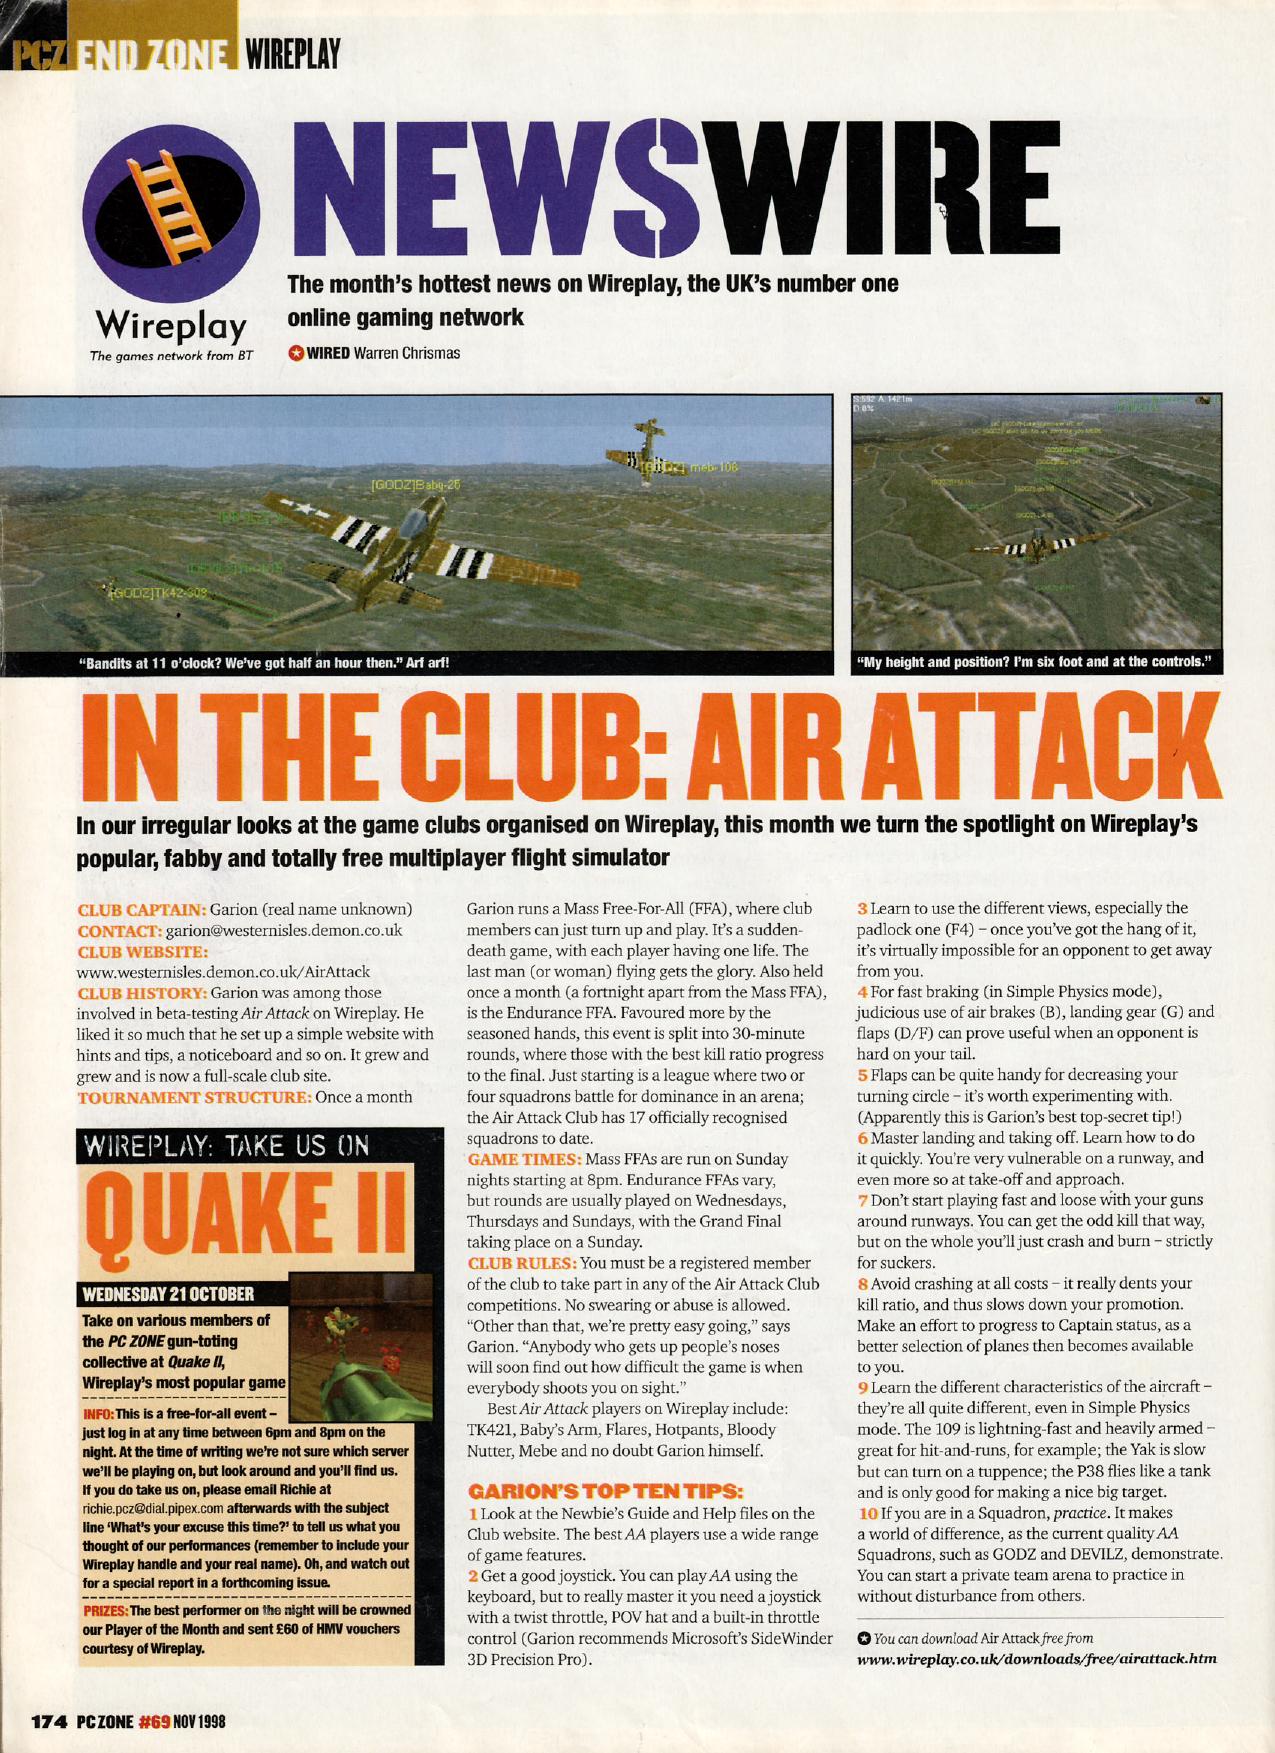 PCZ END ZONE WIREPLAY
NEWSWIRE
Wireplay
The games network from BT
The month's hottest news on Wireplay, the UK's number one
online gaming network
WIRED Warren Chrismas
[GODZ]Baby-25
[GODZ] meb-106
[GODZ]TK42-303
S:592 A:1421m
D:0%
"Bandits at 11 o'clock? We've got half an hour then." Arf arf!
"My height and position? I'm six foot and at the controls."
IN THE CLUB: AIR ATTACK
In our irregular looks at the game clubs organised on Wireplay, this month we turn the spotlight on Wireplay's
popular, fabby and totally free multiplayer flight simulator
CLUB CAPTAIN: Garion (real name unknown)
CONTACT: garion@westernisles.demon.co.uk
CLUB WEBSITE:
www.westernisles.demon.co.uk/AirAttack
CLUB HISTORY: Garion was among those
involved in beta-testing Air Attack on Wireplay. He
liked it so much that he set up a simple website with
hints and tips, a noticeboard and so on. It grew and
grew and is now a full-scale club site.
TOURNAMENT STRUCTURE: Once a month
Garion runs a Mass Free-For-All (FFA), where club
members can just turn up and play. It's a sudden-
death game, with each player having one life. The
last man (or woman) flying gets the glory. Also held
once a month (a fortnight apart from the Mass FFA),
is the Endurance FFA. Favoured more by the
seasoned hands, this event is split into 30-minute
rounds, where those with the best kill ratio progress
to the final. Just starting is a league where two or
four squadrons battle for dominance in an arena;
the Air Attack Club has 17 officially recognised
squadrons to date.
GAME TIMES: Mass FFAs are run on Sunday
nights starting at 8pm. Endurance FFAs vary,
but rounds are usually played on Wednesdays,
Thursdays and Sundays, with the Grand Final
taking place on a Sunday.
CLUB RULES: You must be a registered member
of the club to take part in any of the Air Attack Club
competitions. No swearing or abuse is allowed.
"Other than that, we're pretty easy going," says
Garion. "Anybody who gets up people's noses
will soon find out how difficult the game is when
everybody shoots you on sight."
Best Air Attack players on Wireplay include:
TK421, Baby's Arm, Flares, Hotpants, Bloody
Nutter, Mebe and no doubt Garion himself.
GARION'S TOP TEN TIPS:
1 Look at the Newbie's Guide and Help files on the
Club website. The best AA players use a wide range
of game features.
2 Get a good joystick. You can play AA using the
keyboard, but to really master it you need a joystick
with a twist throttle, POV hat and a built-in throttle
control (Garion recommends Microsoft's SideWinder
3D Precision Pro).
3 Learn to use the different views, especially the
padlock one (F4) – once you've got the hang of it,
it's virtually impossible for an opponent to get away
from you.
4 For fast braking (in Simple Physics mode),
judicious use of air brakes (B), landing gear (G) and
flaps (D/F) can prove useful when an opponent is
hard on your tail.
5 Flaps can be quite handy for decreasing your
turning circle – it's worth experimenting with.
(Apparently this is Garion's best top-secret tip!)
6 Master landing and taking off. Learn how to do
it quickly. You're very vulnerable on a runway, and
even more so at take-off and approach.
7 Don't start playing fast and loose with your guns
around runways. You can get the odd kill that way,
but on the whole you'll just crash and burn – strictly
for suckers.
8 Avoid crashing at all costs – it really dents your
kill ratio, and thus slows down your promotion.
Make an effort to progress to Captain status, as a
better selection of planes then becomes available
to you.
9 Learn the different characteristics of the aircraft –
they're all quite different, even in Simple Physics
mode. The 109 is lightning-fast and heavily armed –
great for hit-and-runs, for example; the Yak is slow
but can turn on a tuppence; the P38 flies like a tank
and is only good for making a nice big target.
10 If you are in a Squadron, practice. It makes
a world of difference, as the current quality AA
Squadrons, such as GODZ and DEVILZ, demonstrate.
You can start a private team arena to practice in
without disturbance from others.
You can download Air Attack free from
www.wireplay.co.uk/downloads/free/airattack.htm
WIREPLAY: TAKE US ON
QUAKE II
WEDNESDAY 21 OCTOBER
Take on various members of
the PC ZONE gun-toting
collective at Quake II,
Wireplay's most popular game
INFO: This is a free-for-all event –
just log in at any time between 6pm and 8pm on the
night. At the time of writing we're not sure which server
we'll be playing on, but look around and you'll find us.
If you do take us on, please email Richie at
richie.pcz@dial.pipex.com afterwards with the subject
line 'What's your excuse this time?' to tell us what you
thought of our performances (remember to include your
Wireplay handle and your real name). Oh, and watch out
for a special report in a forthcoming issue.
PRIZES: The best performer on the night will be crowned
our Player of the Month and sent £60 of HMV vouchers
courtesy of Wireplay.
174 PC ZONE #69 NOV 1998